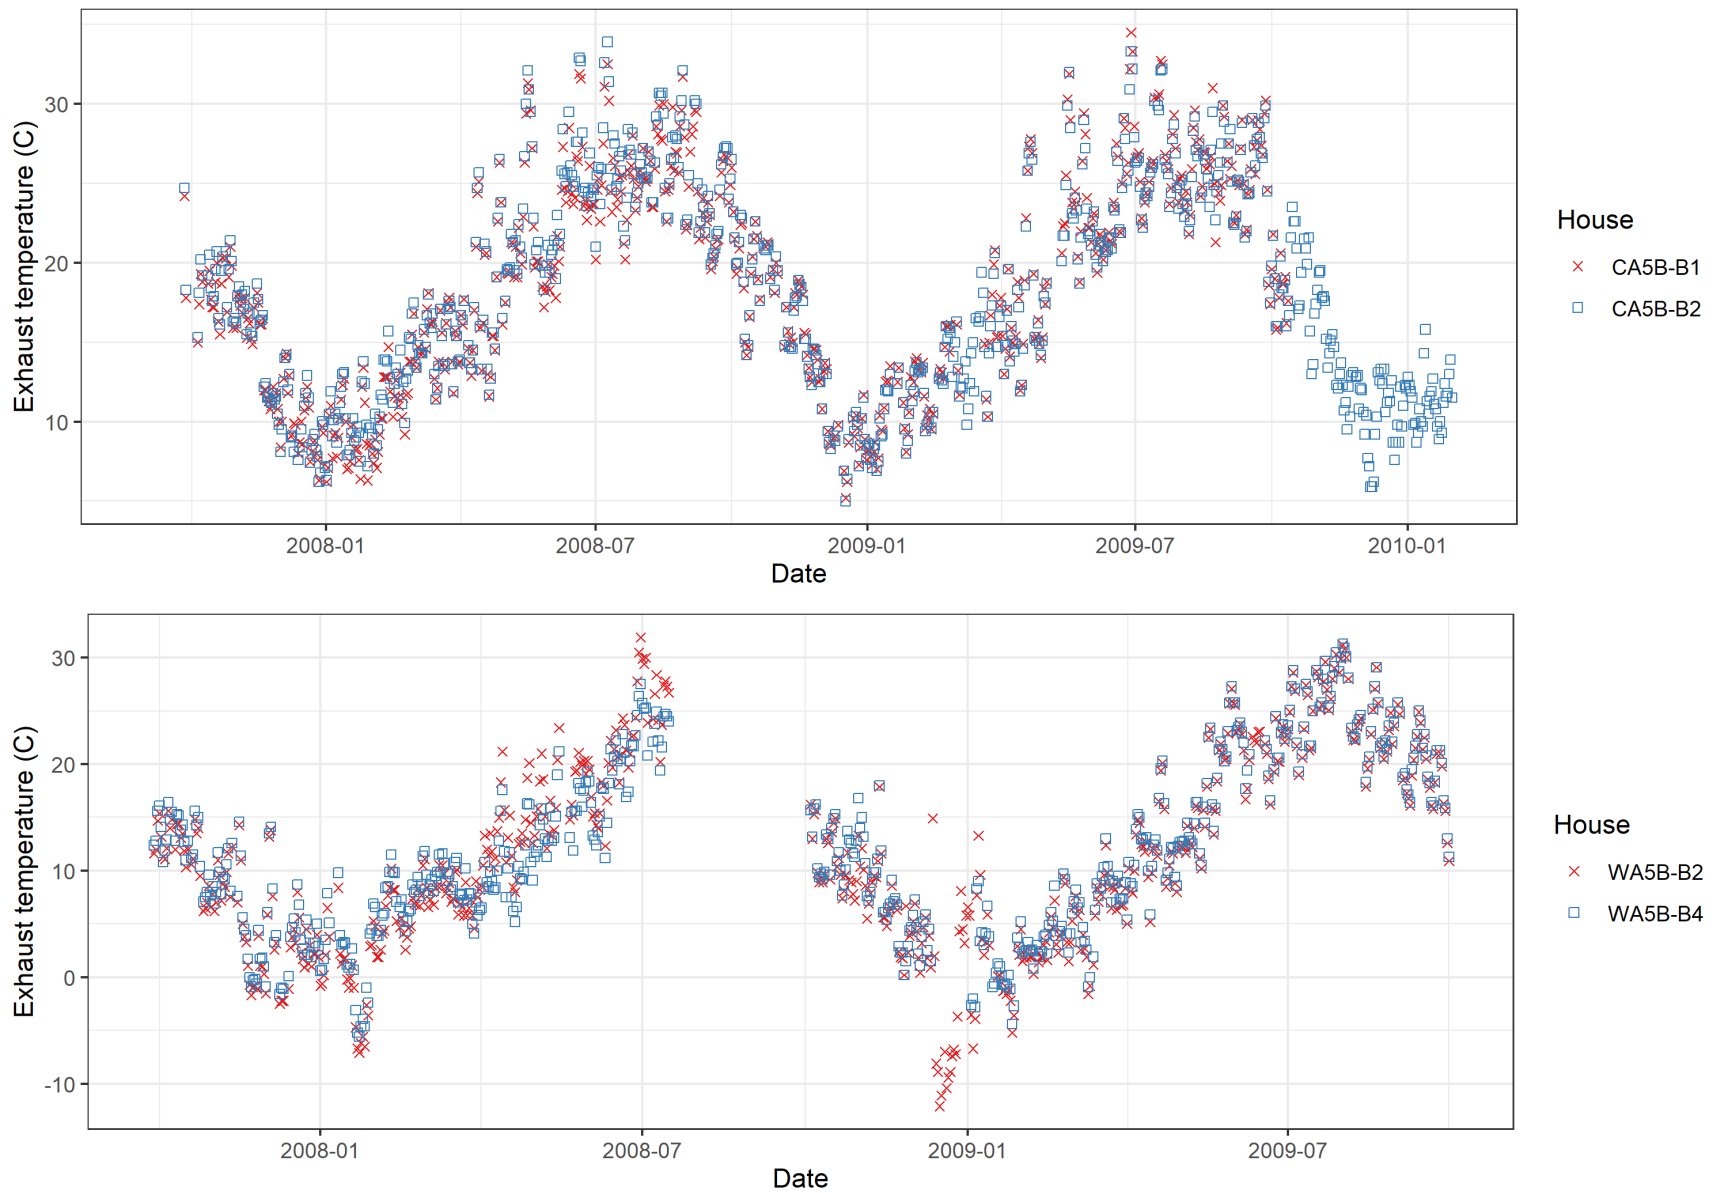 30
20
10
Exhaust temperature (C)
2008-01
2008-07
2009-01
2009-07
2010-01
Date
House
CA5B-B1
CA5B-B2
30
20
10
0
-10
Exhaust temperature (C)
2008-01
2008-07
2009-01
2009-07
Date
House
WA5B-B2
WA5B-B4